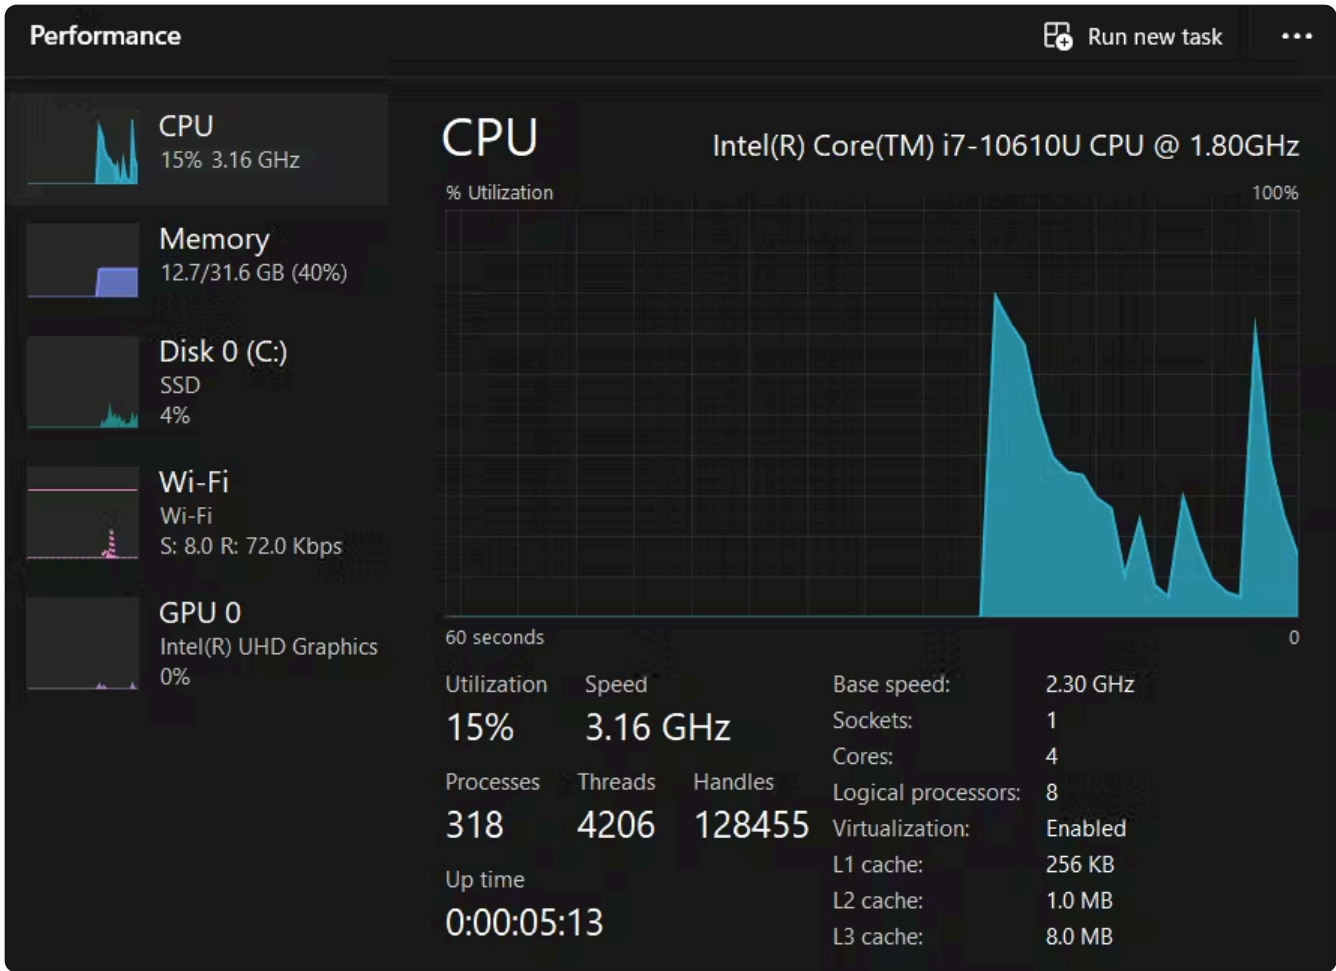 Performance
Run new task
CPU
15% 3.16 GHz
Memory
12.7/31.6 GB (40%)
Disk 0 (C:)
SSD
4%
Wi-Fi
Wi-Fi
S: 8.0 R: 72.0 Kbps
GPU 0
Intel(R) UHD Graphics
0%
CPU
Intel(R) Core(TM) i7-10610U CPU @ 1.80GHz
% Utilization 100%
60 seconds 0
Utilization Speed
15% 3.16 GHz
Processes Threads Handles
318 4206 128455
Up time
0:00:05:13
Base speed: 2.30 GHz
Sockets: 1
Cores: 4
Logical processors: 8
Virtualization: Enabled
L1 cache: 256 KB
L2 cache: 1.0 MB
L3 cache: 8.0 MB